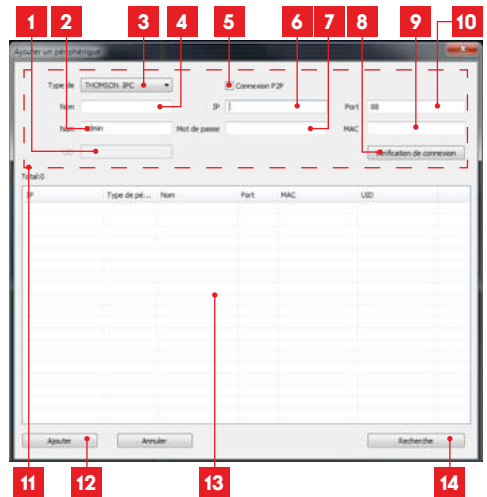 1 2 3 4 5 6 7 8 9 10
Ajouter un périphérique
Type de THOMSON IPC Connexion P2P
Nom IP Port 88
Nom admin Mot de passe MAC
UID Vérification de connexion
Total:0
IP Type de pé... Nom Port MAC UID
Ajouter Annuler Recherche
11 12 13 14